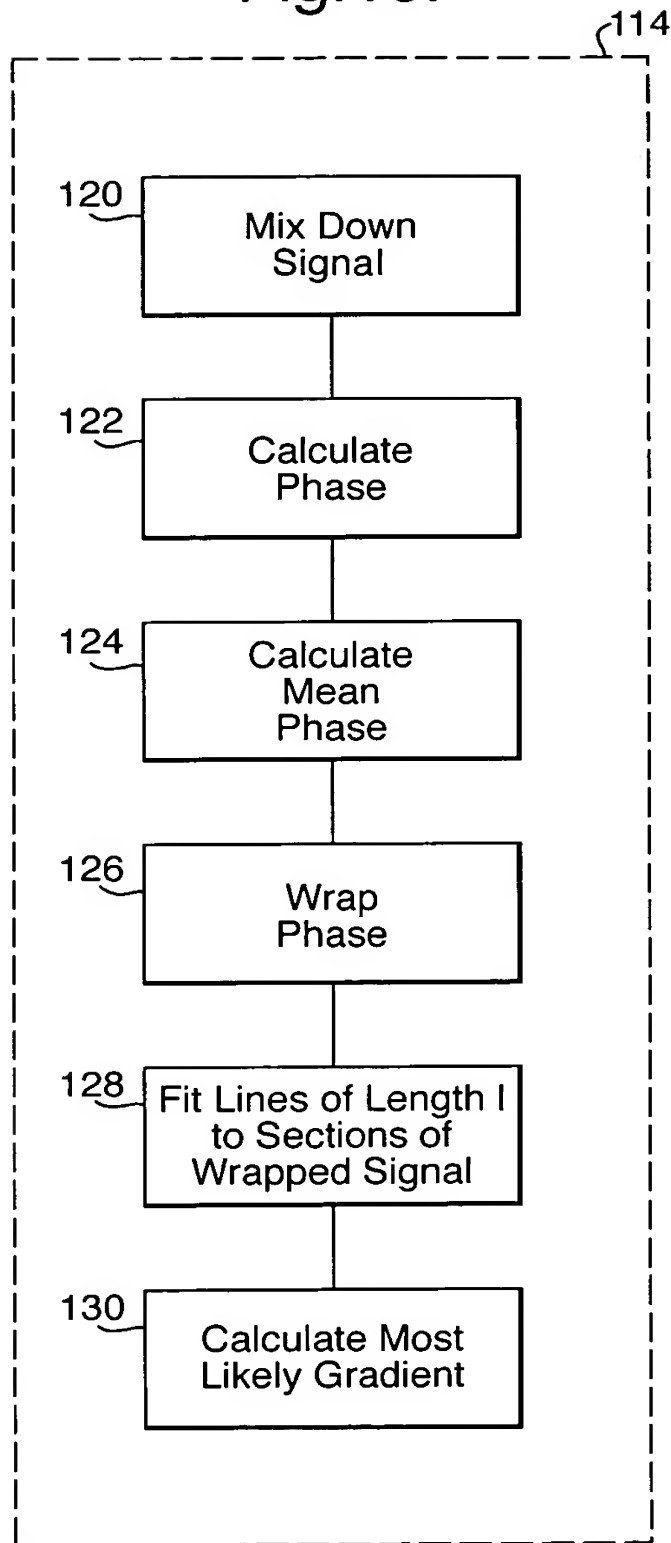 114
120
Mix Down
Signal
122
Calculate
Phase
124
Calculate
Mean
Phase
126
Wrap
Phase
128
Fit Lines of Length l
to Sections of
Wrapped Signal
130
Calculate Most
Likely Gradient